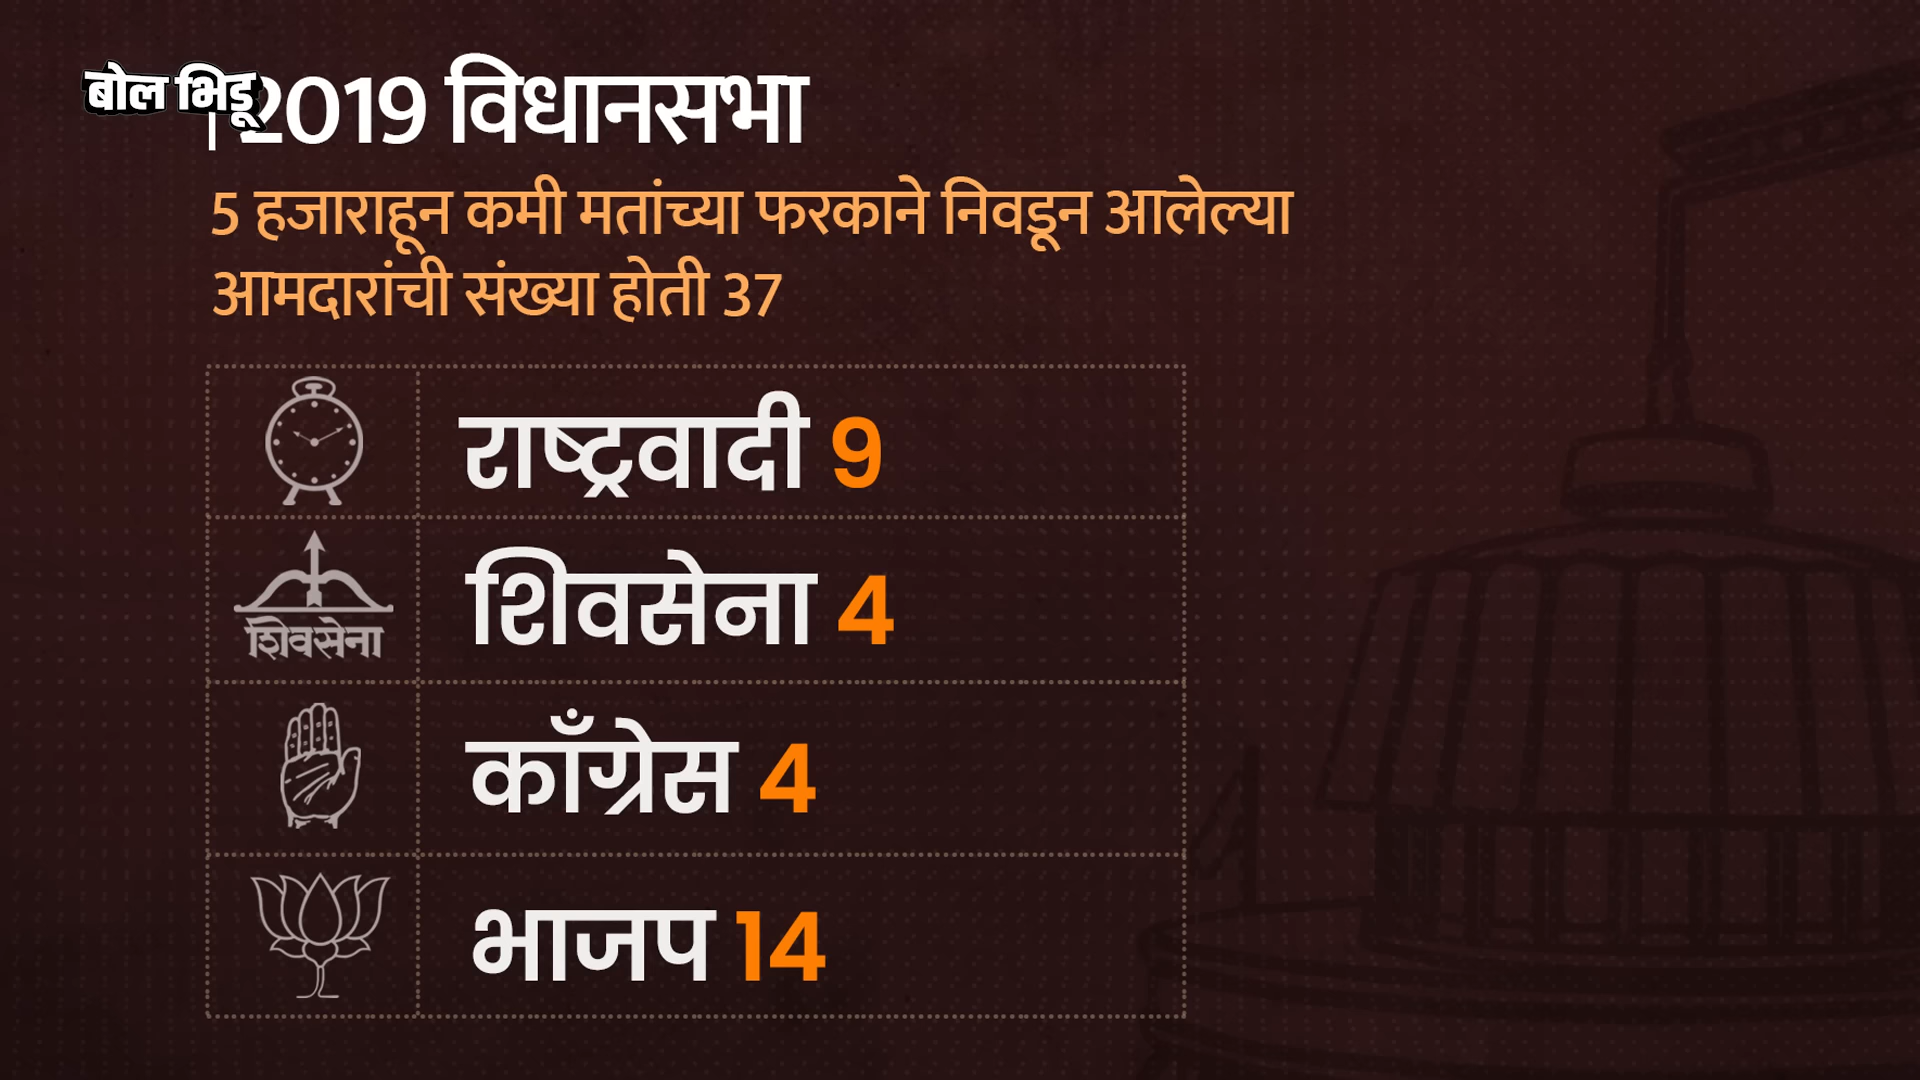 बोल भिडू
2019 विधानसभा
5 हजाराहून कमी मतांच्या फरकाने निवडून आलेल्या
आमदारांची संख्या होती 37
राष्ट्रवादी 9
शिवसेना
शिवसेना 4
काँग्रेस 4
भाजप 14